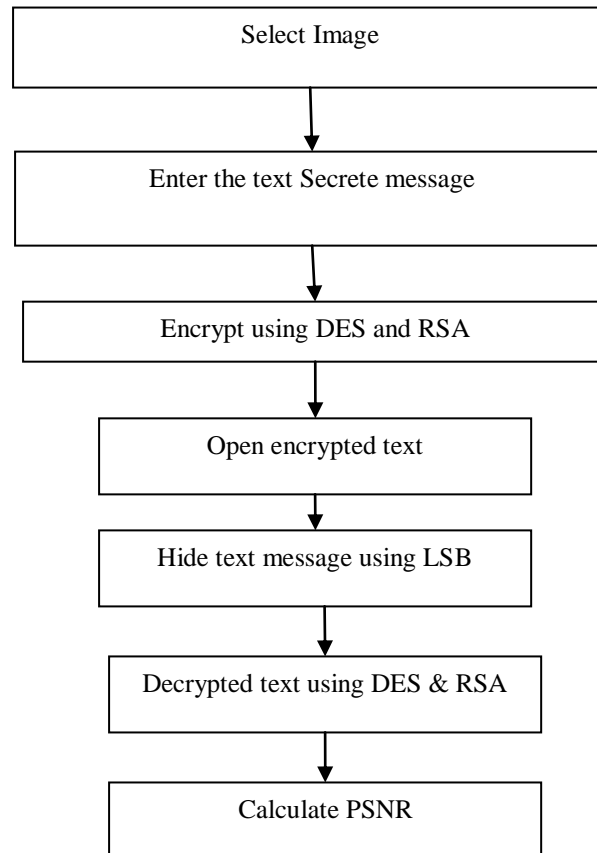 Select Image
Enter the text Secrete message
Encrypt using DES and RSA
Open encrypted text
Hide text message using LSB
Decrypted text using DES & RSA
Calculate PSNR